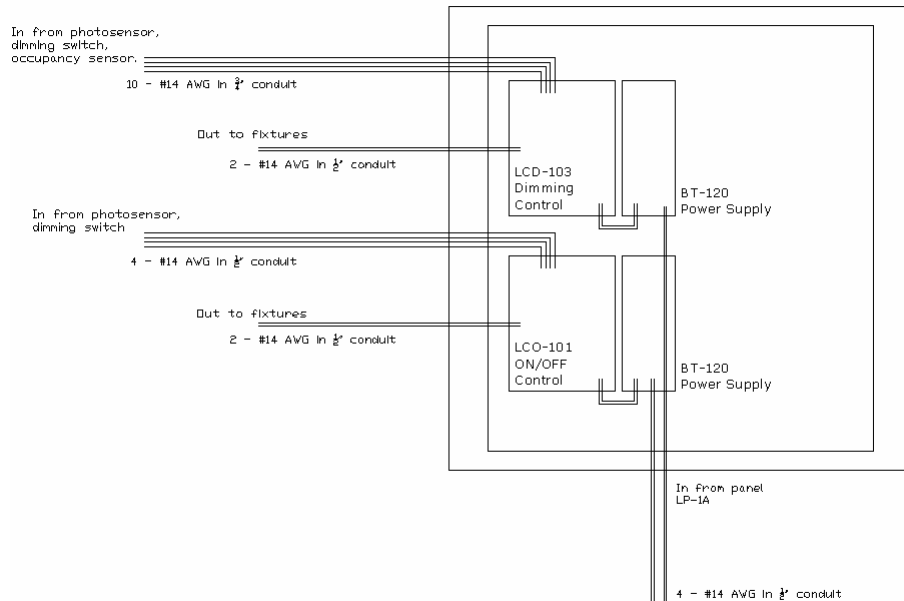 In from photosensor,
dimming switch,
occupancy sensor.
10 - #14 AWG in 3/4" conduit
Out to fixtures
2 - #14 AWG in 1/2" conduit
LCD-103
Dimming
Control
BT-120
Power Supply
In from photosensor,
dimming switch
4 - #14 AWG in 1/2" conduit
Out to fixtures
2 - #14 AWG in 1/2" conduit
LCO-101
ON/OFF
Control
BT-120
Power Supply
In from panel
LP-1A
4 - #14 AWG in 1/2" conduit